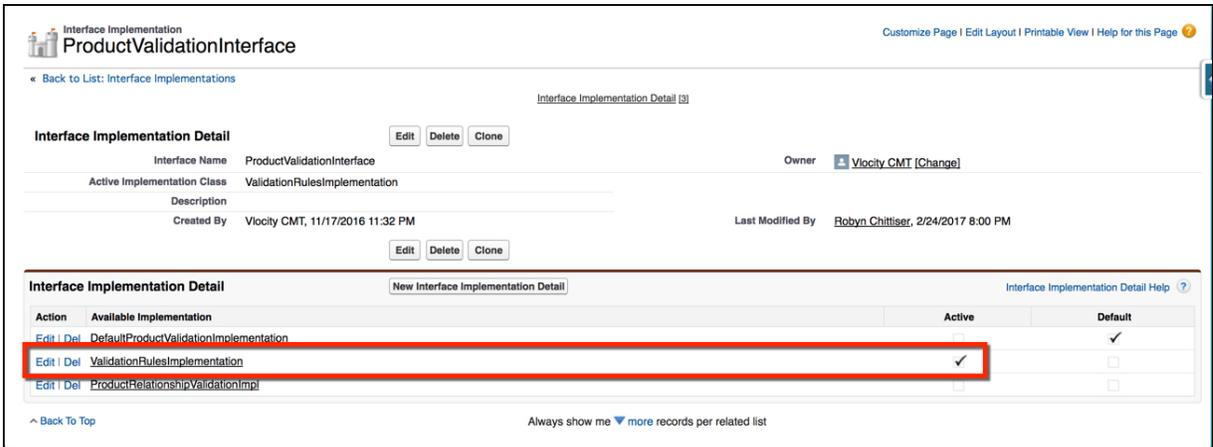 Interface Implementation
ProductValidationInterface
Customize Page | Edit Layout | Printable View | Help for this Page ?
« Back to List: Interface Implementations
Interface Implementation Detail [3]
Interface Implementation Detail Edit Delete Clone
Interface Name ProductValidationInterface Owner Vlocity CMT [Change]
Active Implementation Class ValidationRulesImplementation
Description
Created By Vlocity CMT, 11/17/2016 11:32 PM Last Modified By Robyn Chittiser, 2/24/2017 8:00 PM
Edit Delete Clone
Interface Implementation Detail New Interface Implementation Detail Interface Implementation Detail Help ?
Action Available Implementation Active Default
Edit | Del DefaultProductValidationImplementation
Edit | Del ValidationRulesImplementation
Edit | Del ProductRelationshipValidationImpl
Back To Top Always show me more records per related list